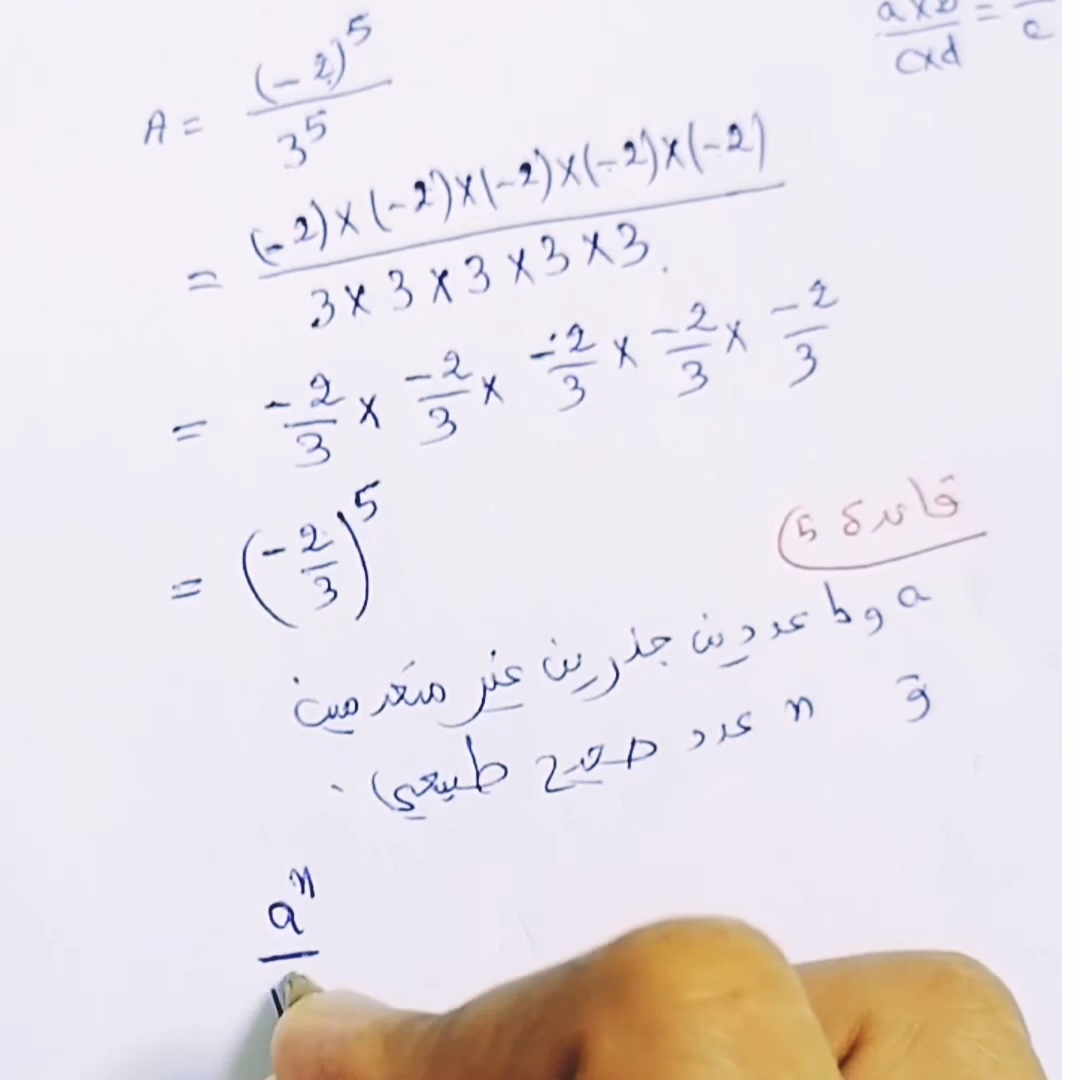 A = (-2)^5 / 3^5
a×b / c×d = / c
= (-2)×(-2)×(-2)×(-2)×(-2) / 3×3×3×3×3
= -2/3 × -2/3 × -2/3 × -2/3 × -2/3
= (-2/3)^5
قاعدة 5
a و b عددين جذريين غير منعدمين
و n عدد صحيح طبيعي.
a^n